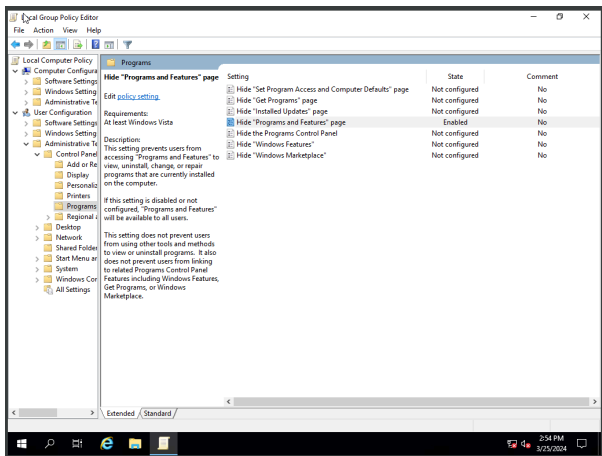 Local Group Policy Editor
File Action View Help
Local Computer Policy
Computer Configura
Software Settings
Windows Setting
Administrative Te
User Configuration
Software Settings
Windows Setting
Administrative Te
Control Panel
Add or Re
Display
Personaliz
Printers
Programs
Regional a
Desktop
Network
Shared Folder
Start Menu ar
System
Windows Cor
All Settings
Programs
Hide "Programs and Features" page
Edit policy setting
Requirements:
At least Windows Vista
Description:
This setting prevents users from
accessing "Programs and Features" to
view, uninstall, change, or repair
programs that are currently installed
on the computer.
If this setting is disabled or not
configured, "Programs and Features"
will be available to all users.
This setting does not prevent users
from using other tools and methods
to view or uninstall programs. It also
does not prevent users from linking
to related Programs Control Panel
Features including Windows Features,
Get Programs, or Windows
Marketplace.
Setting State Comment
Hide "Set Program Access and Computer Defaults" page Not configured No
Hide "Get Programs" page Not configured No
Hide "Installed Updates" page Not configured No
Hide "Programs and Features" page Enabled No
Hide the Programs Control Panel Not configured No
Hide "Windows Features" Not configured No
Hide "Windows Marketplace" Not configured No
Extended Standard
2:54 PM
3/25/2024